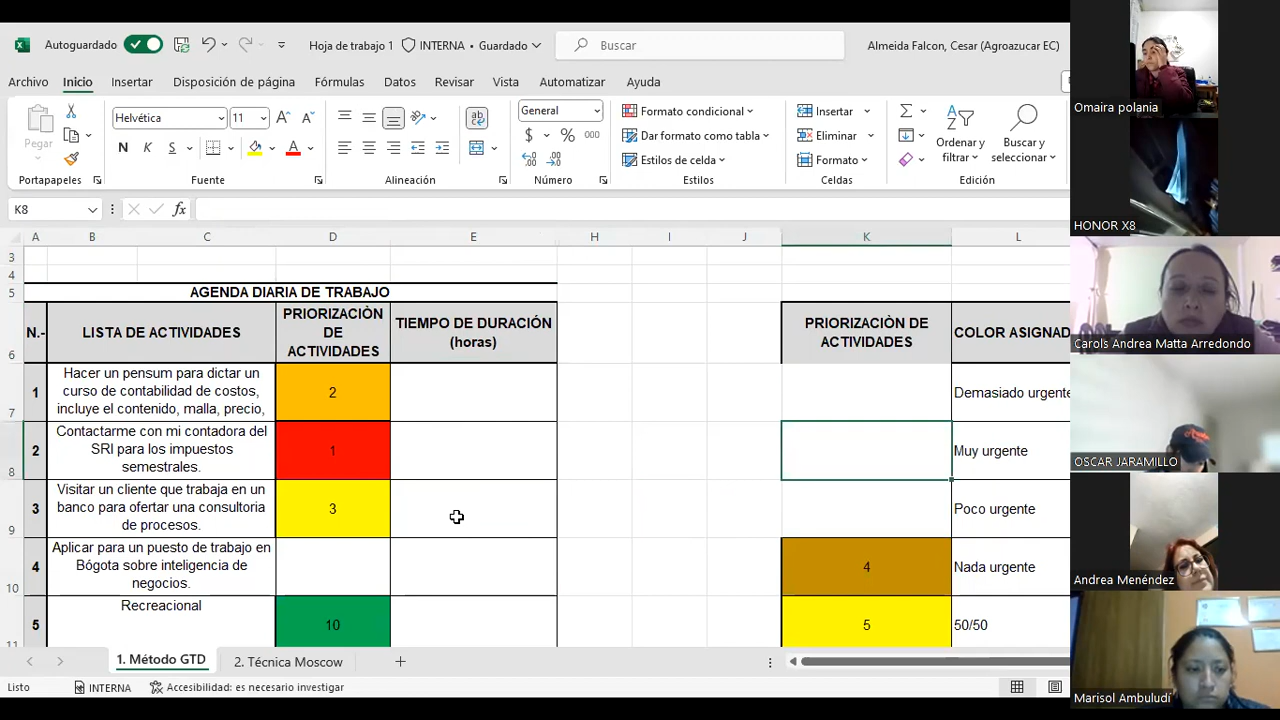 Autoguardado
Hoja de trabajo 1
INTERNA • Guardado
Buscar
Almeida Falcon, Cesar (Agroazucar EC)
Archivo
Inicio
Insertar
Disposición de página
Fórmulas
Datos
Revisar
Vista
Automatizar
Ayuda
Pegar
Helvética
11
N
K
S
A
ab
General
$
%
000
Formato condicional
Dar formato como tabla
Estilos de celda
Insertar
Eliminar
Formato
Ordenar y
filtrar
Buscar y
seleccionar
Portapapeles
Fuente
Alineación
Número
Estilos
Celdas
Edición
K8
fx
A B C D E H I J K L
3
4
5
AGENDA DIARIA DE TRABAJO
6
N.-
LISTA DE ACTIVIDADES
PRIORIZACIÒN
DE
ACTIVIDADES
TIEMPO DE DURACIÓN
(horas)
PRIORIZACIÒN DE
ACTIVIDADES
COLOR ASIGNAD
7
1
Hacer un pensum para dictar un
curso de contabilidad de costos,
incluye el contenido, malla, precio,
2
Demasiado urgente
8
2
Contactarme con mi contadora del
SRI para los impuestos
semestrales.
1
Muy urgente
9
3
Visitar un cliente que trabaja en un
banco para ofertar una consultoria
de procesos.
3
Poco urgente
10
4
Aplicar para un puesto de trabajo en
Bógota sobre inteligencia de
negocios.
4
Nada urgente
11
5
Recreacional
10
5
50/50
1. Método GTD
2. Técnica Moscow
Listo
INTERNA
Accesibilidad: es necesario investigar
Omaira polania
HONOR X8
Carols Andrea Matta Arredondo
OSCAR JARAMILLO
Andrea Menéndez
Marisol Ambuludí